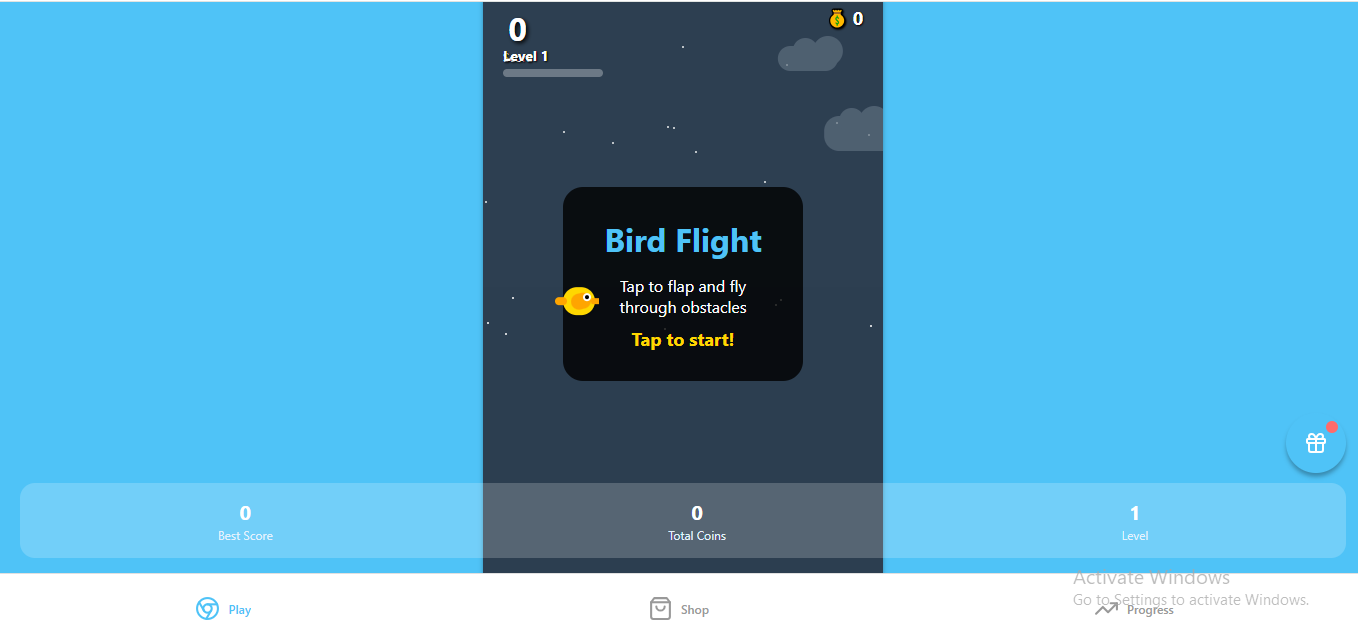 0
0
Level 1
Bird Flight
Tap to flap and fly
through obstacles
Tap to start!
0
Best Score
0
Total Coins
1
Level
Activate Windows
Go to Settings to activate Windows.
Play
Shop
Progress